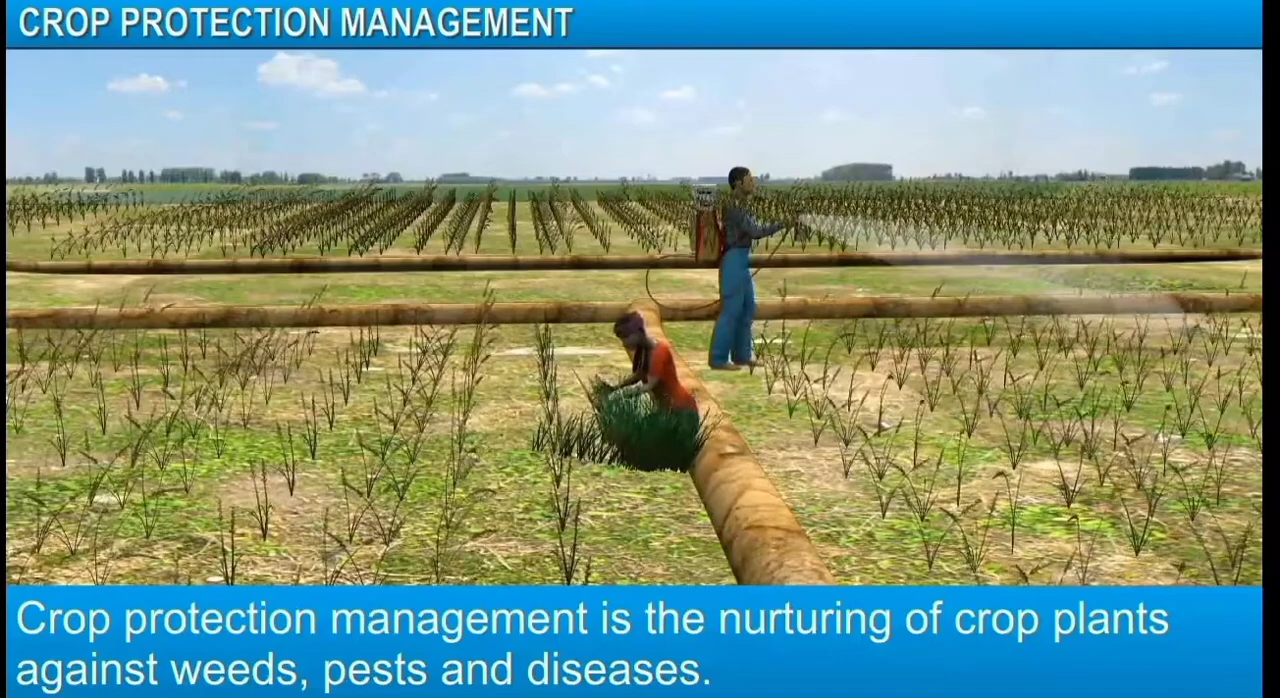 CROP PROTECTION MANAGEMENT
Crop protection management is the nurturing of crop plants
against weeds, pests and diseases.